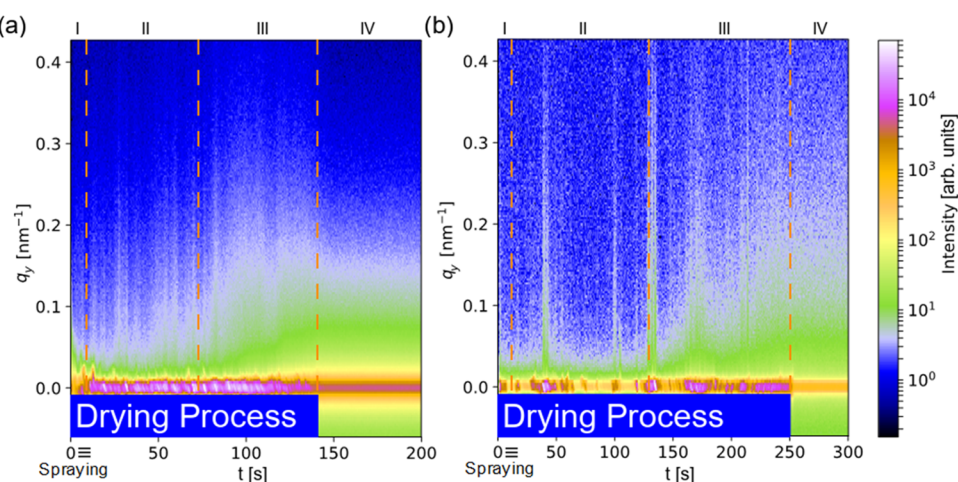 (a)
I II III IV
0.4
0.3
0.2
0.1
0.0
q_y [nm⁻¹]
Drying Process
0 50 100 150 200
Spraying
t [s]
(b)
I II III IV
0.4
0.3
0.2
0.1
0.0
q_y [nm⁻¹]
Drying Process
0 50 100 150 200 250 300
Spraying
t [s]
10⁴
10³
10²
10¹
10⁰
Intensity [arb. units]